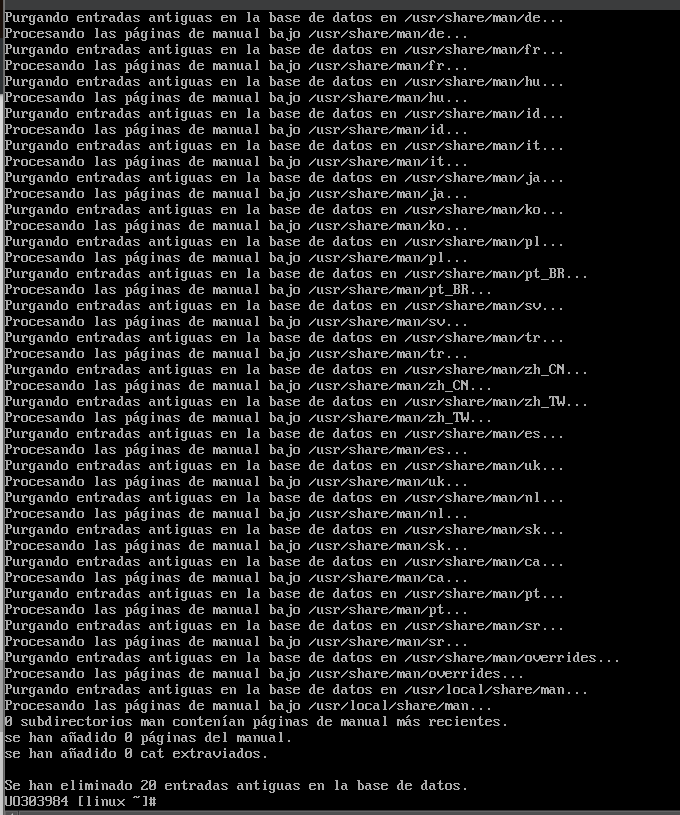 Purgando entradas antiguas en la base de datos en /usr/share/man/de...
Procesando las páginas de manual bajo /usr/share/man/de...
Purgando entradas antiguas en la base de datos en /usr/share/man/fr...
Procesando las páginas de manual bajo /usr/share/man/fr...
Purgando entradas antiguas en la base de datos en /usr/share/man/hu...
Procesando las páginas de manual bajo /usr/share/man/hu...
Purgando entradas antiguas en la base de datos en /usr/share/man/id...
Procesando las páginas de manual bajo /usr/share/man/id...
Purgando entradas antiguas en la base de datos en /usr/share/man/it...
Procesando las páginas de manual bajo /usr/share/man/it...
Purgando entradas antiguas en la base de datos en /usr/share/man/ja...
Procesando las páginas de manual bajo /usr/share/man/ja...
Purgando entradas antiguas en la base de datos en /usr/share/man/ko...
Procesando las páginas de manual bajo /usr/share/man/ko...
Purgando entradas antiguas en la base de datos en /usr/share/man/pl...
Procesando las páginas de manual bajo /usr/share/man/pl...
Purgando entradas antiguas en la base de datos en /usr/share/man/pt_BR...
Procesando las páginas de manual bajo /usr/share/man/pt_BR...
Purgando entradas antiguas en la base de datos en /usr/share/man/sv...
Procesando las páginas de manual bajo /usr/share/man/sv...
Purgando entradas antiguas en la base de datos en /usr/share/man/tr...
Procesando las páginas de manual bajo /usr/share/man/tr...
Purgando entradas antiguas en la base de datos en /usr/share/man/zh_CN...
Procesando las páginas de manual bajo /usr/share/man/zh_CN...
Purgando entradas antiguas en la base de datos en /usr/share/man/zh_TW...
Procesando las páginas de manual bajo /usr/share/man/zh_TW...
Purgando entradas antiguas en la base de datos en /usr/share/man/es...
Procesando las páginas de manual bajo /usr/share/man/es...
Purgando entradas antiguas en la base de datos en /usr/share/man/uk...
Procesando las páginas de manual bajo /usr/share/man/uk...
Purgando entradas antiguas en la base de datos en /usr/share/man/nl...
Procesando las páginas de manual bajo /usr/share/man/nl...
Purgando entradas antiguas en la base de datos en /usr/share/man/sk...
Procesando las páginas de manual bajo /usr/share/man/sk...
Purgando entradas antiguas en la base de datos en /usr/share/man/ca...
Procesando las páginas de manual bajo /usr/share/man/ca...
Purgando entradas antiguas en la base de datos en /usr/share/man/pt...
Procesando las páginas de manual bajo /usr/share/man/pt...
Purgando entradas antiguas en la base de datos en /usr/share/man/sr...
Procesando las páginas de manual bajo /usr/share/man/sr...
Purgando entradas antiguas en la base de datos en /usr/share/man/overrides...
Procesando las páginas de manual bajo /usr/share/man/overrides...
Purgando entradas antiguas en la base de datos en /usr/local/share/man...
Procesando las páginas de manual bajo /usr/local/share/man...
0 subdirectorios man contenían páginas de manual más recientes.
se han añadido 0 páginas del manual.
se han añadido 0 cat extraviados.
Se han eliminado 20 entradas antiguas en la base de datos.
UO303984 [linux ~]#